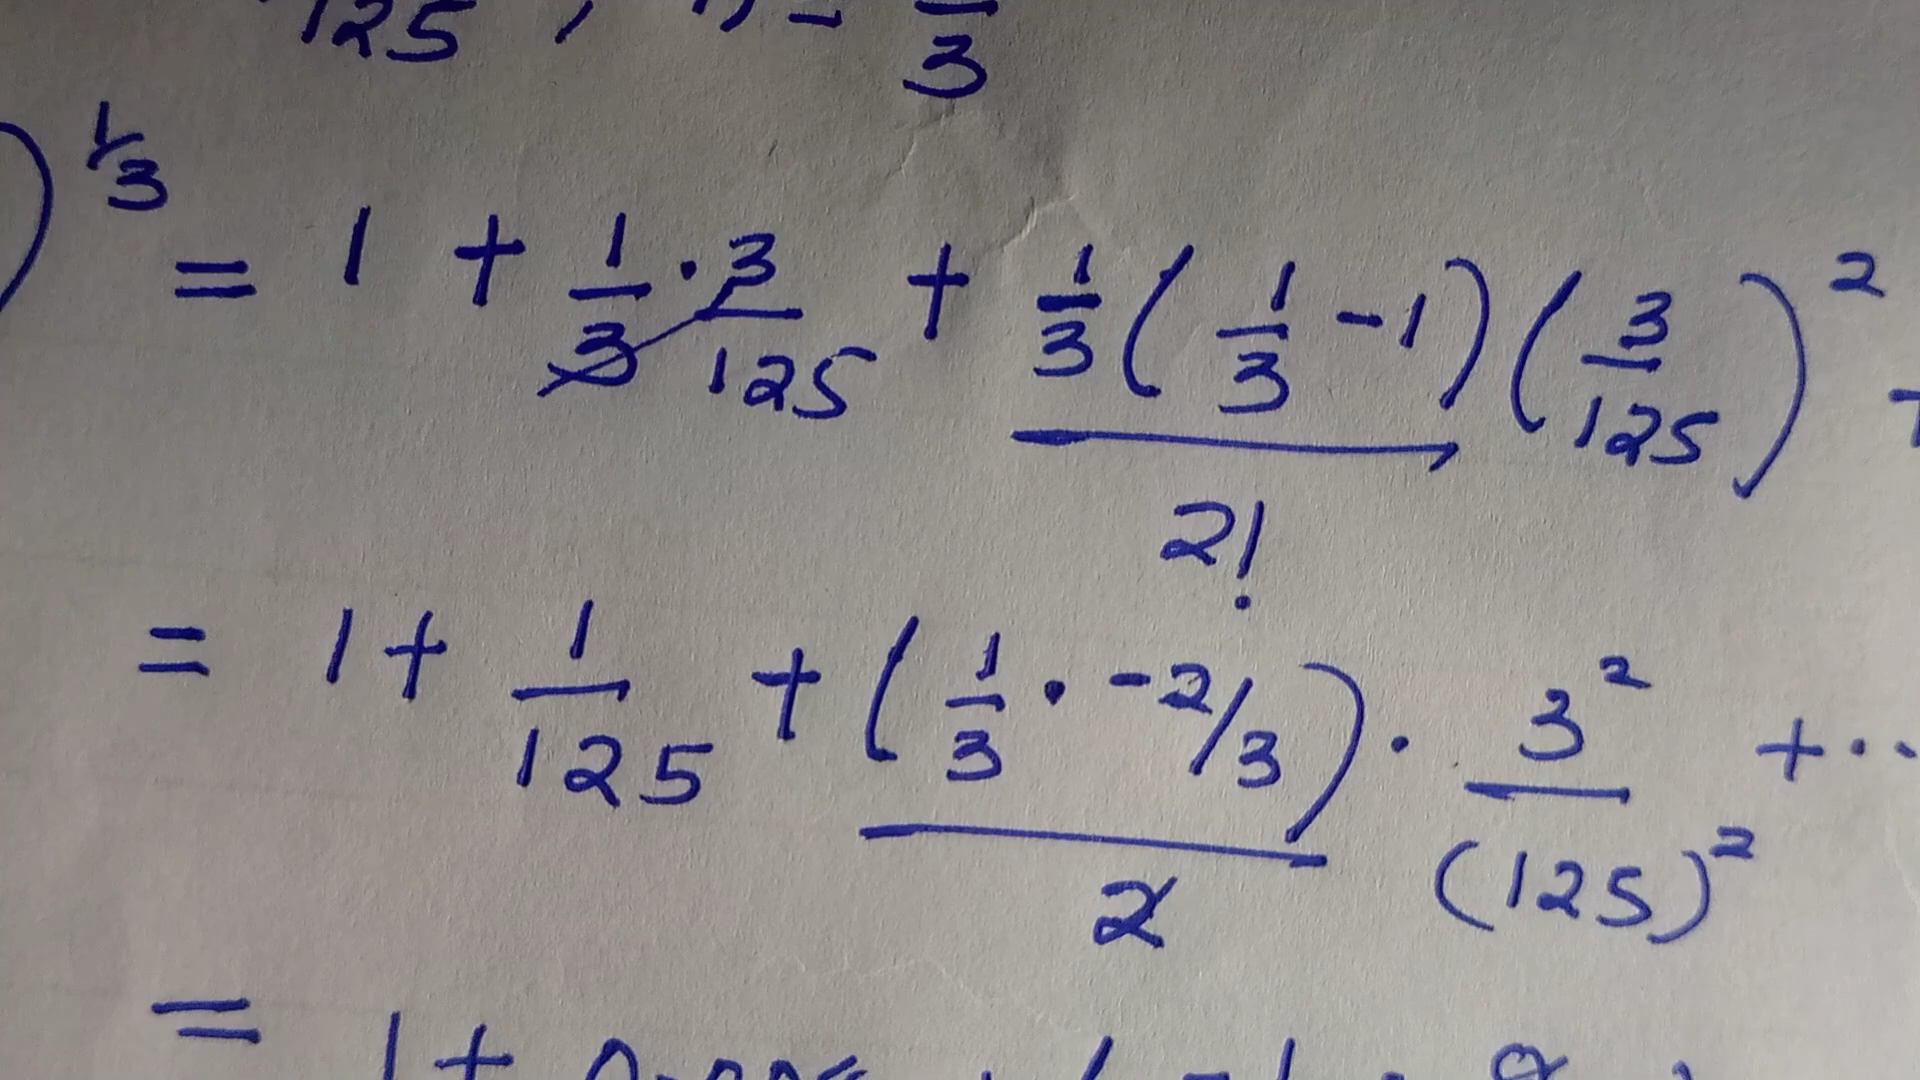 125 , n = 1/3
)^1/3 = 1 + 1/3 · 3/125 + 1/3 (1/3 - 1)/2! (3/125)^2 +
= 1 + 1/125 + (1/3 · -2/3)/2 · 3^2/(125)^2 + ...
= 1 +